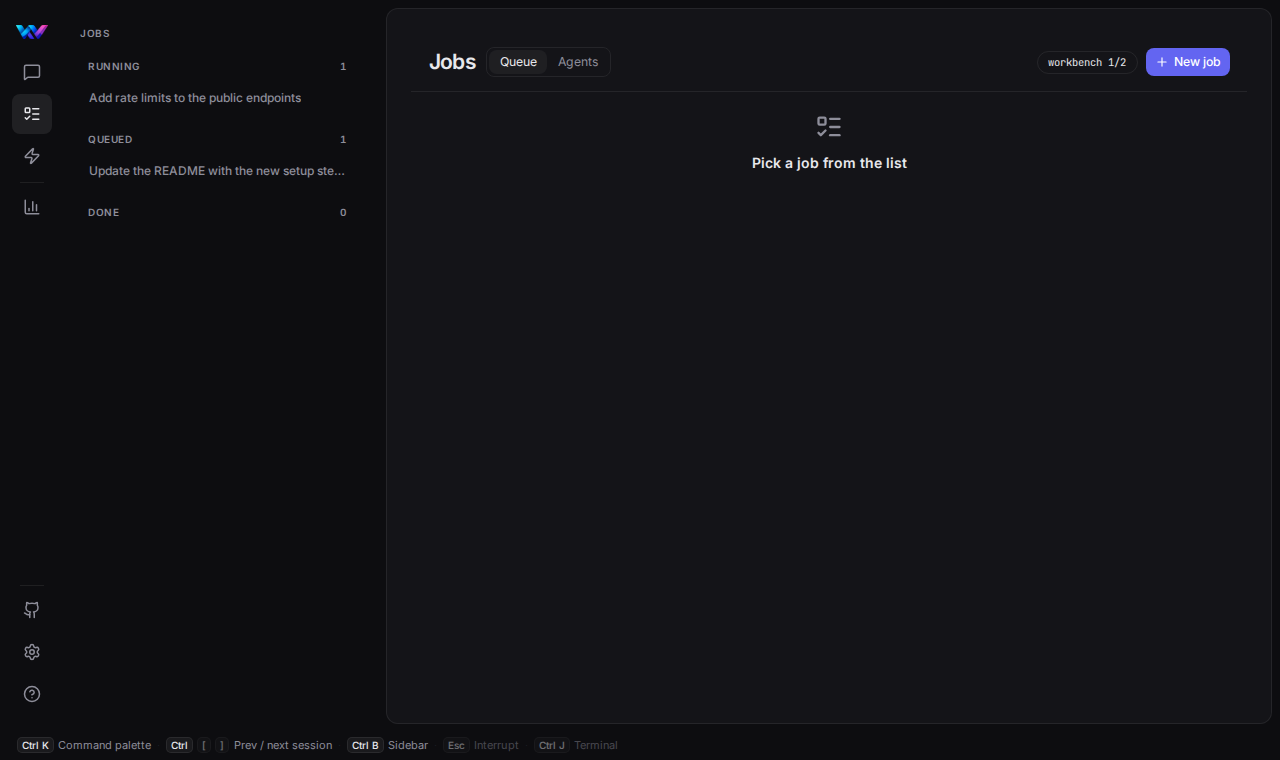 JOBS
RUNNING 1
Add rate limits to the public endpoints
QUEUED 1
Update the README with the new setup ste...
DONE 0
Jobs Queue Agents workbench 1/2 New job
Pick a job from the list
Ctrl K Command palette Ctrl [ ] Prev / next session Ctrl B Sidebar Esc Interrupt Ctrl J Terminal